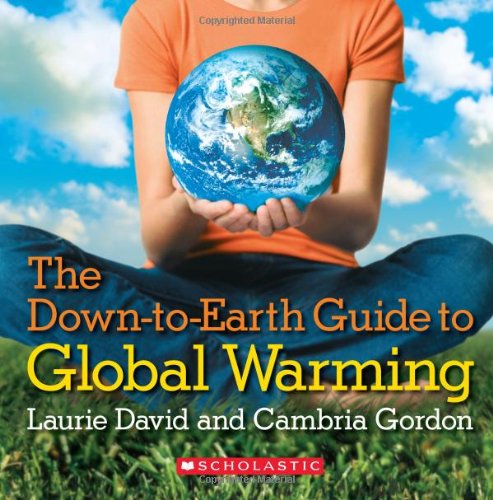 Copyrighted Material
The
Down-to-Earth Guide to
Global Warming
Laurie David and Cambria Gordon
SCHOLASTIC